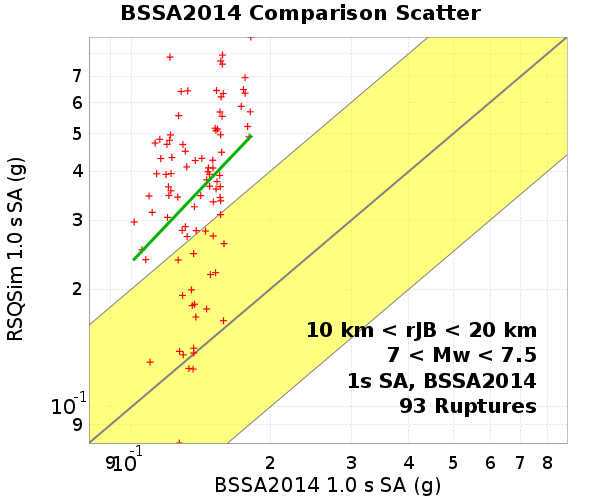 BSSA2014 Comparison Scatter
RSQSim 1.0 s SA (g)
7
6
5
4
3
2
10⁻¹
9
10 km < rJB < 20 km
7 < Mw < 7.5
1s SA, BSSA2014
93 Ruptures
9 10⁻¹ 2 3 4 5 6 7 8
BSSA2014 1.0 s SA (g)